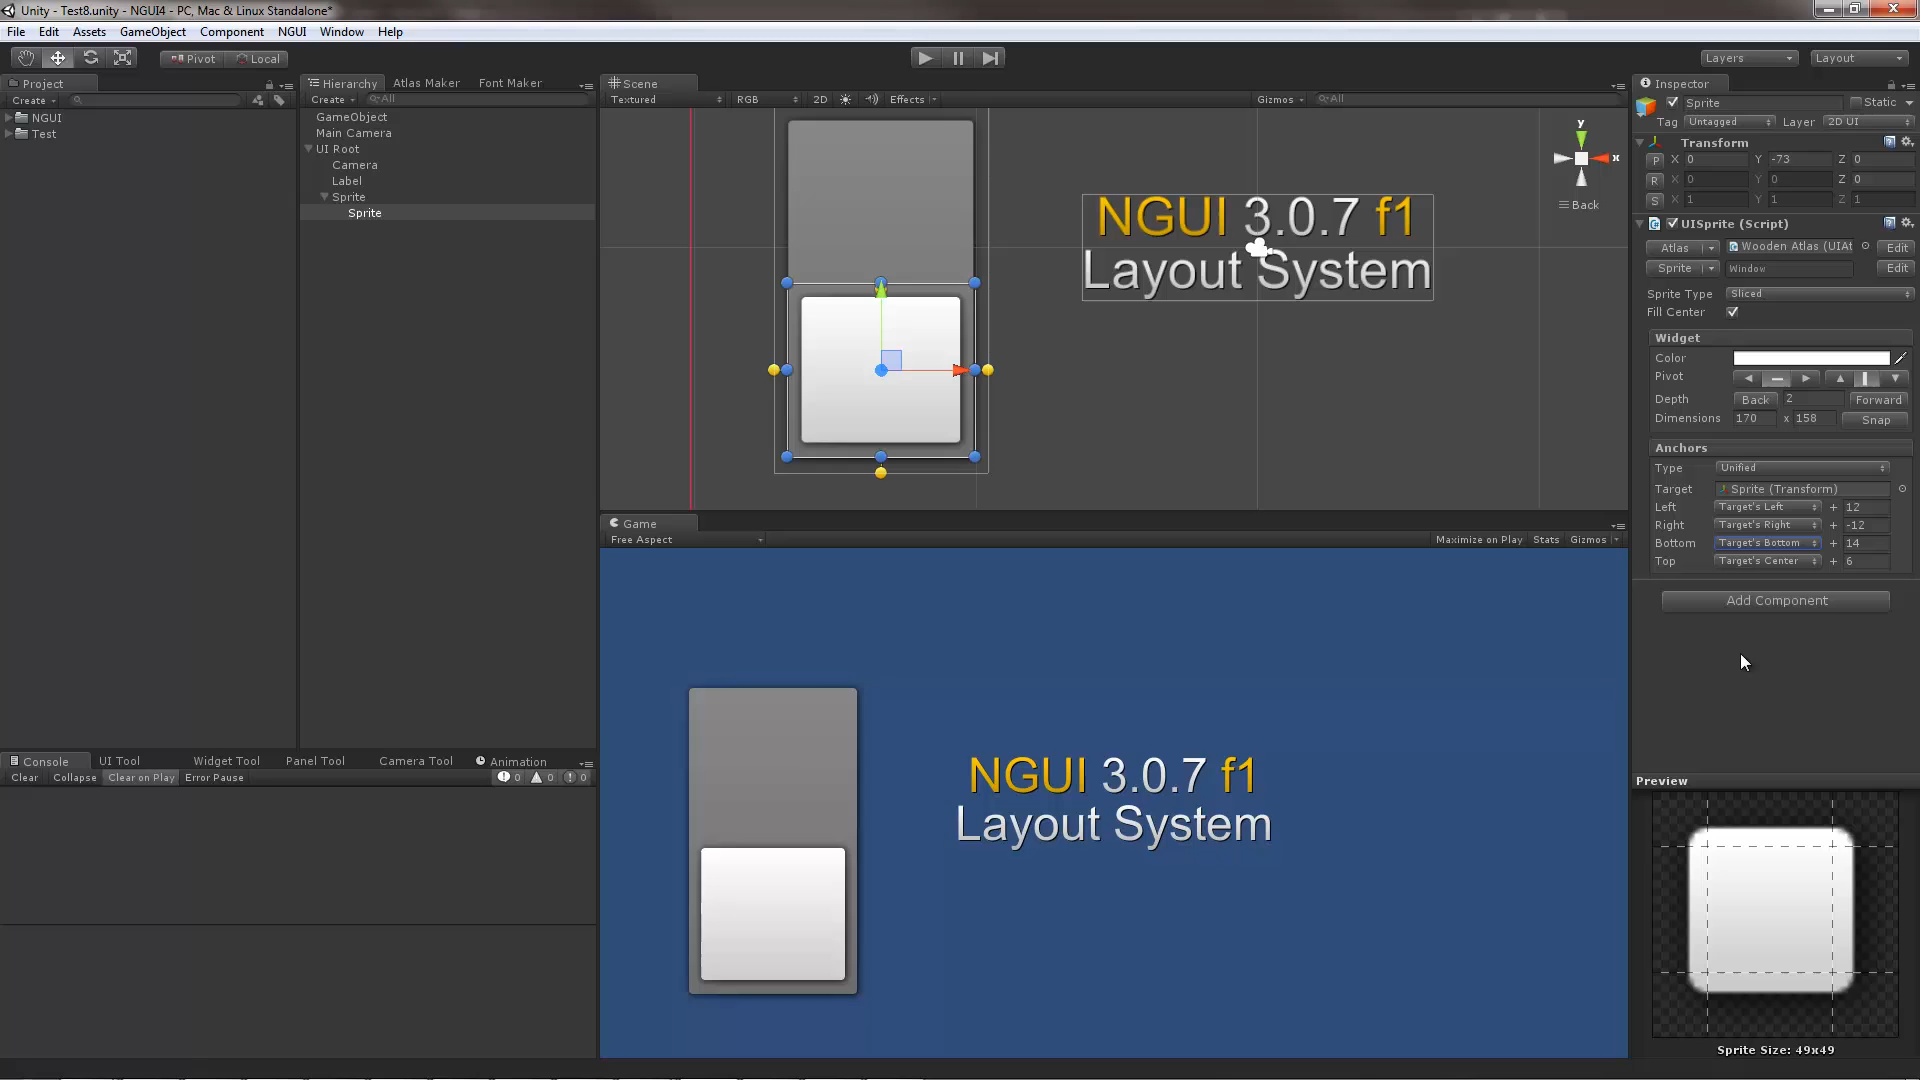 Unity - Test8.unity - NGUI4 - PC, Mac & Linux Standalone*
File Edit Assets GameObject Component NGUI Window Help
Pivot Local Layers Layout
Project
Create
NGUI
Test
Hierarchy Atlas Maker Font Maker
Create All
GameObject
Main Camera
UI Root
Camera
Label
Sprite
Sprite
Scene
Textured RGB 2D Effects Gizmos All
y
x
Back
NGUI 3.0.7 f1
Layout System
Game
Free Aspect Maximize on Play Stats Gizmos
NGUI 3.0.7 f1
Layout System
Console UI Tool Widget Tool Panel Tool Camera Tool Animation
Clear Collapse Clear on Play Error Pause 0 0 0
Inspector
Sprite Static
Tag Untagged Layer 2D UI
Transform
P X 0 Y -73 Z 0
R X 0 Y 0 Z 0
S X 1 Y 1 Z 1
UISprite (Script)
Atlas Wooden Atlas (UIAt Edit
Sprite Window Edit
Sprite Type Sliced
Fill Center
Widget
Color
Pivot
Depth Back 2 Forward
Dimensions 170 x 158 Snap
Anchors
Type Unified
Target Sprite (Transform)
Left Target's Left + 12
Right Target's Right + -12
Bottom Target's Bottom + 14
Top Target's Center + 6
Add Component
Preview
Sprite Size: 49x49